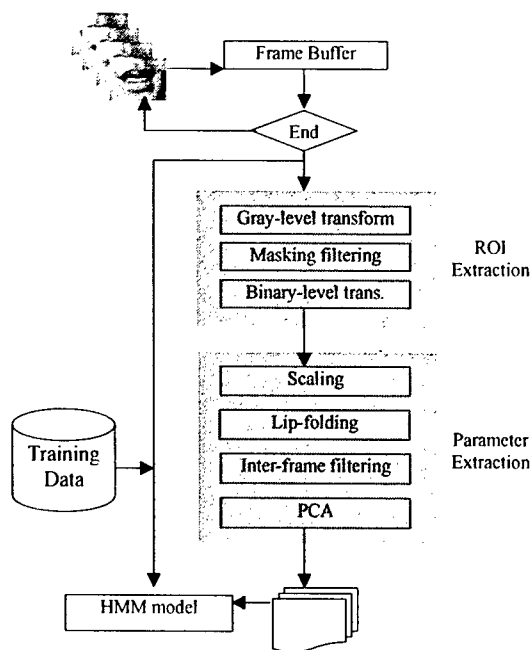 Frame Buffer
End
Gray-level transform
Masking filtering
Binary-level trans.
ROI
Extraction
Scaling
Lip-folding
Inter-frame filtering
PCA
Parameter
Extraction
Training
Data
HMM model